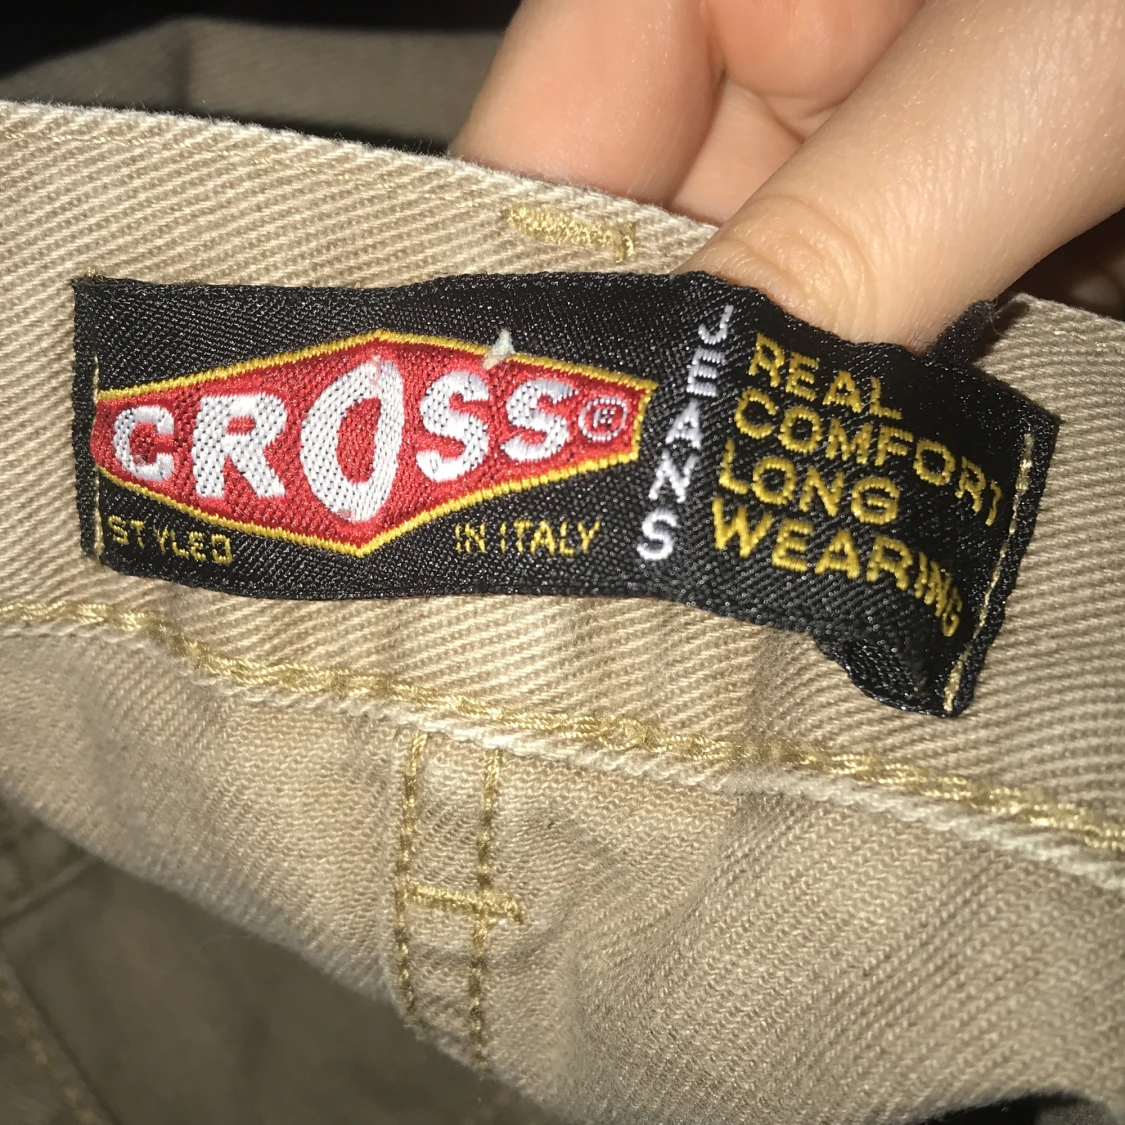 CROSS®
STYLED IN ITALY
JEANS
REAL
COMFORT
LONG
WEARING